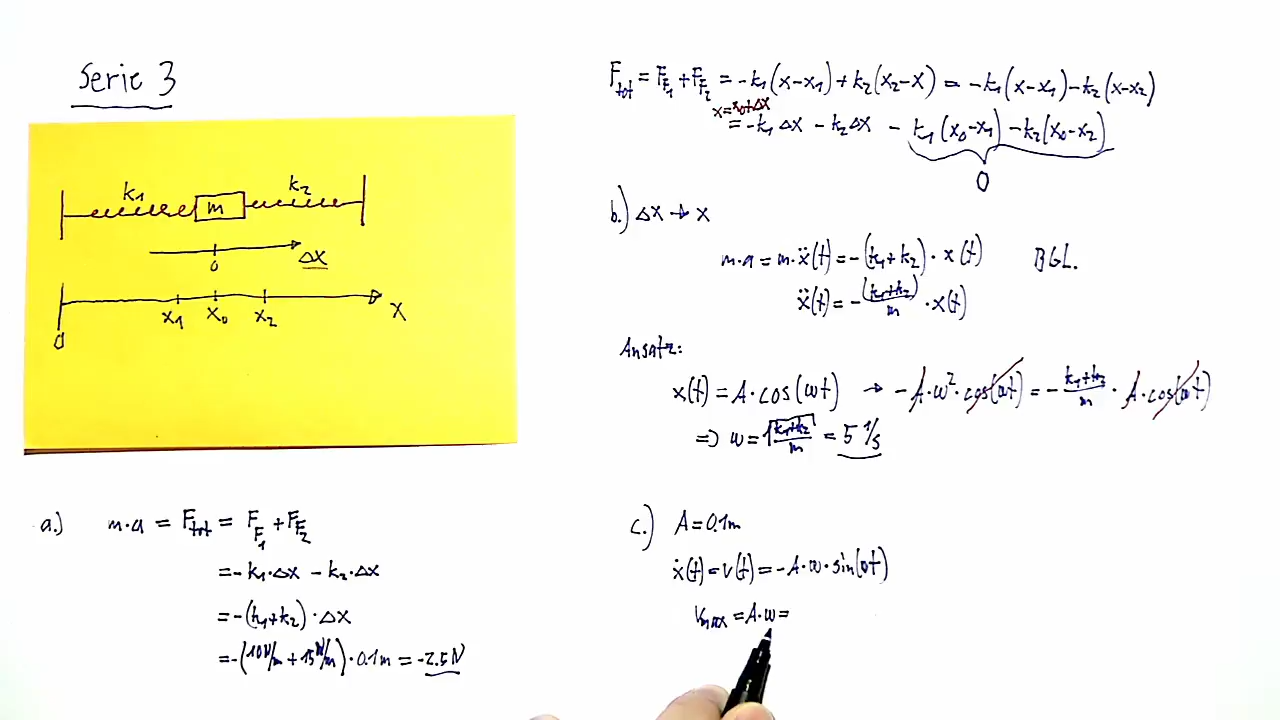 Serie 3
k₁ m k₂
0 Δx
0 x₁ x₀ x₂ x
a.) m·a = F_tot = F_F₁ + F_F₂
= -k₁·Δx - k₂·Δx
= -(k₁+k₂)·Δx
= -(10 N/m + 15 N/m)·0.1m = -2.5N
F_tot = F_F₁ + F_F₂ = -k₁(x-x₁) + k₂(x₂-x) = -k₁(x-x₁) - k₂(x-x₂)
x=x₀+Δx
= -k₁Δx - k₂Δx - k₁(x₀-x₁) - k₂(x₀-x₂)
0
b.) Δx → x
m·a = m·ẍ(t) = -(k₁+k₂)·x(t) BGL.
ẍ(t) = -(k₁+k₂)/m · x(t)
Ansatz:
x(t) = A·cos(ωt) → -A·ω²·cos(ωt) = -(k₁+k₂)/m · A·cos(ωt)
⇒ ω = √((k₁+k₂)/m) = 5 1/s
c.) A = 0.1m
ẋ(t) = v(t) = -A·ω·sin(ωt)
v_max = A·ω =